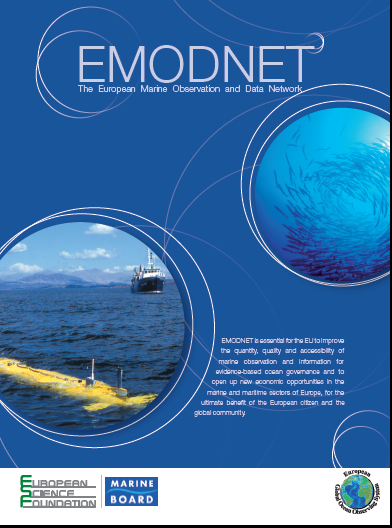 EMODNET
The European Marine Observation and Data Network
EMODNET is essential for the EU to improve
the quantity, quality and accessibility of
marine observation and information for
evidence-based ocean governance and to
open up new economic opportunities in the
marine and maritime sectors of Europe, for the
ultimate benefit of the European citizen and the
global community.
EUROPEAN
SCIENCE
FOUNDATION
MARINE
BOARD
European
Global Ocean Observing System